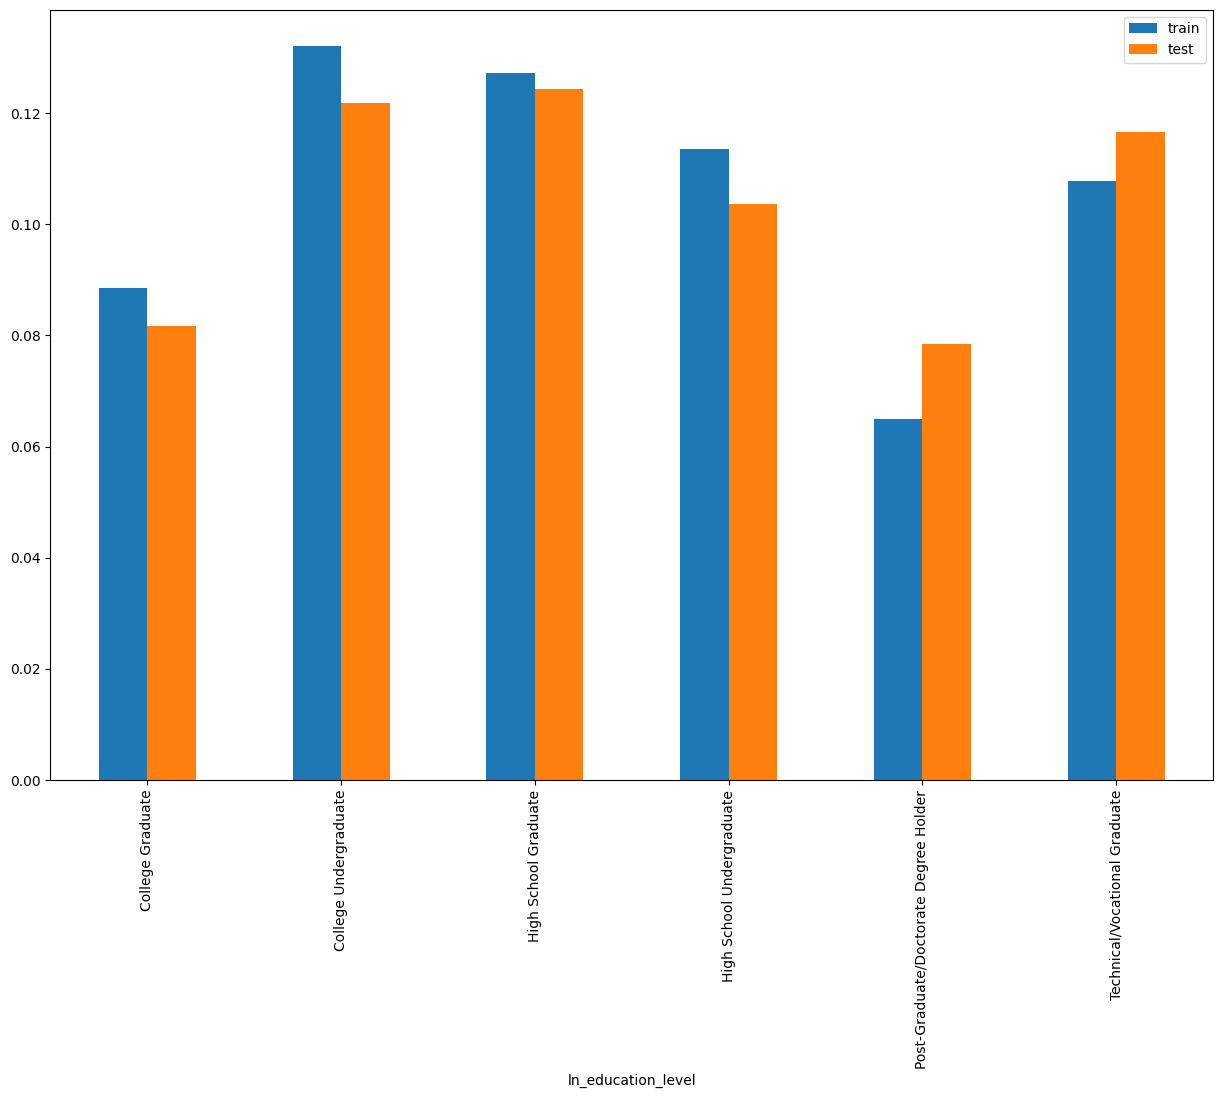 train
test
0.12
0.10
0.08
0.06
0.04
0.02
0.00
College Graduate
College Undergraduate
High School Graduate
High School Undergraduate
Post-Graduate/Doctorate Degree Holder
Technical/Vocational Graduate
ln_education_level